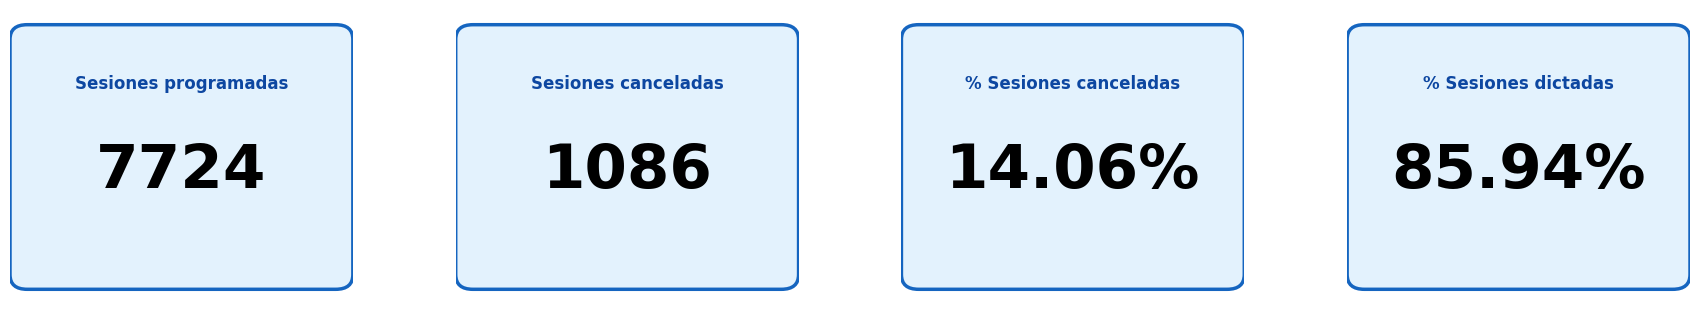 Sesiones programadas
7724
Sesiones canceladas
1086
% Sesiones canceladas
14.06%
% Sesiones dictadas
85.94%